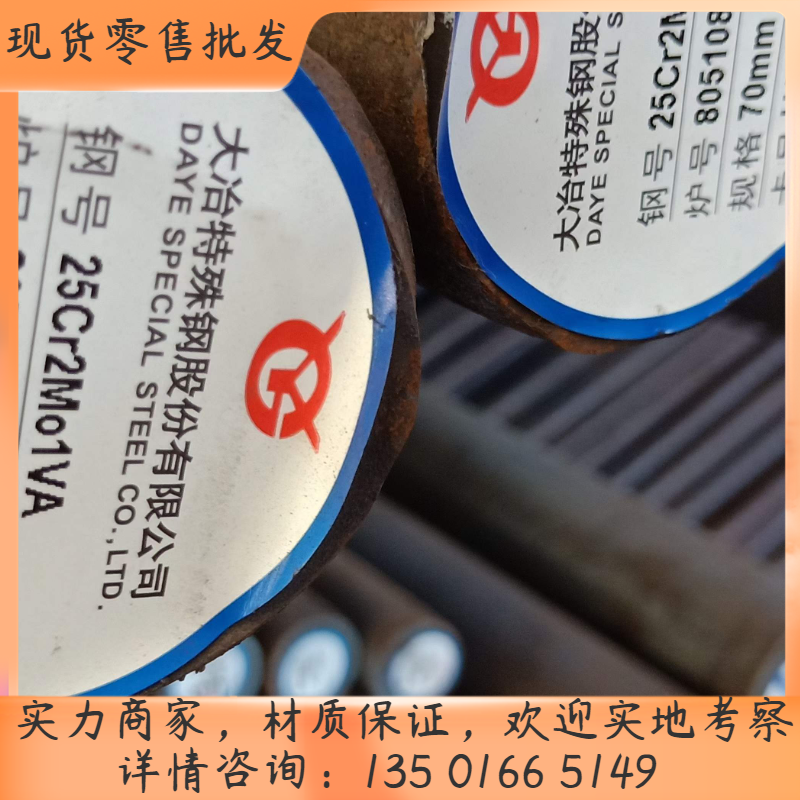 现货零售批发
大冶特殊钢股份有限公司
DAYE SPECIAL STEEL CO.,LTD.
钢号 25Cr2Mo1VA
大冶特殊钢股
DAYE SPECIAL S
钢号 25Cr2M
炉号 805108
规格 70mm
实力商家，材质保证，欢迎实地考察
详情咨询：135 0166 5149